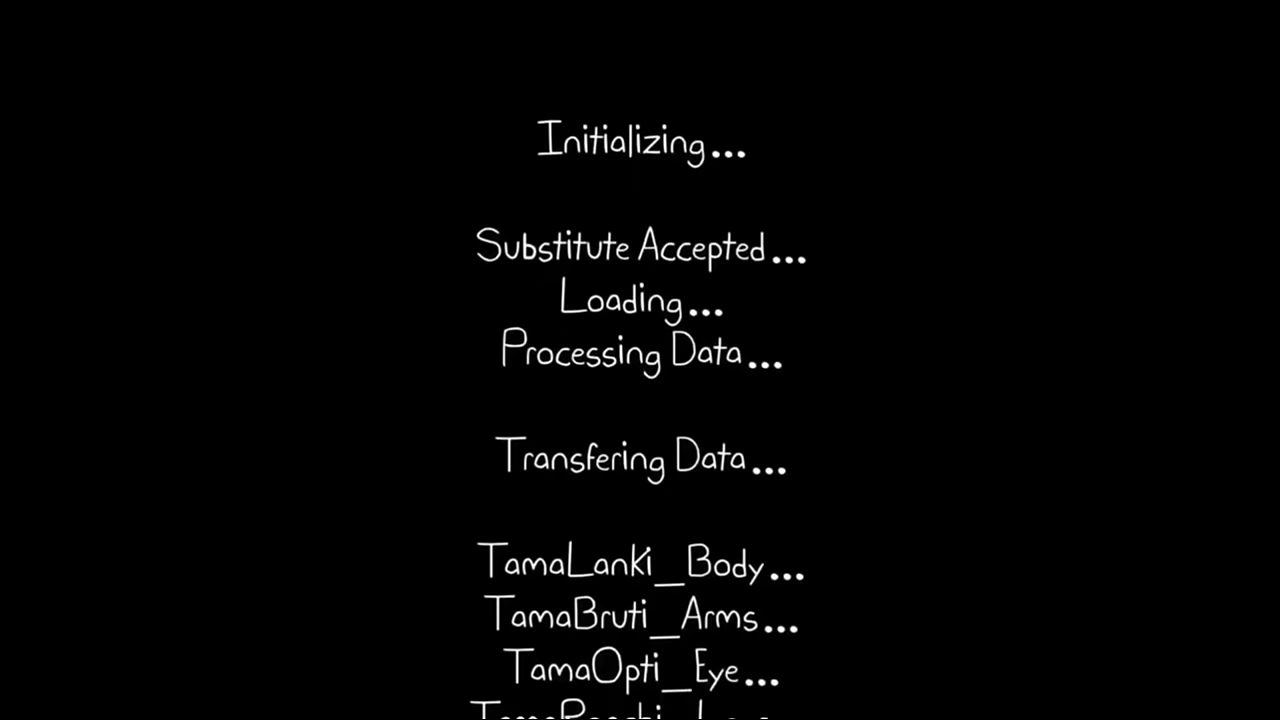 Initializing...
Substitute Accepted...
Loading...
Processing Data...
Transfering Data...
TamaLanki_Body...
TamaBruti_Arms...
TamaOpti_Eye...